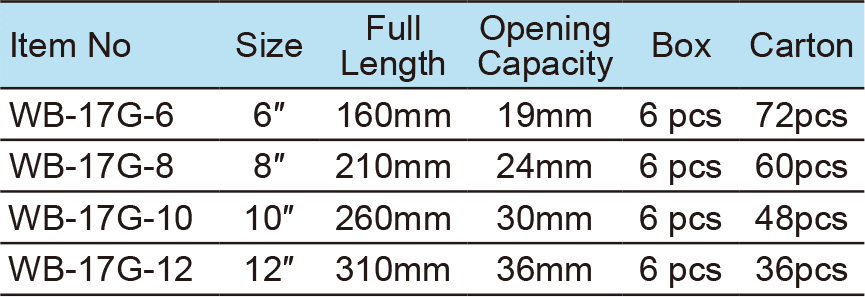 Item No Size Full Length Opening Capacity Box Carton
WB-17G-6 6″ 160mm 19mm 6 pcs 72pcs
WB-17G-8 8″ 210mm 24mm 6 pcs 60pcs
WB-17G-10 10″ 260mm 30mm 6 pcs 48pcs
WB-17G-12 12″ 310mm 36mm 6 pcs 36pcs